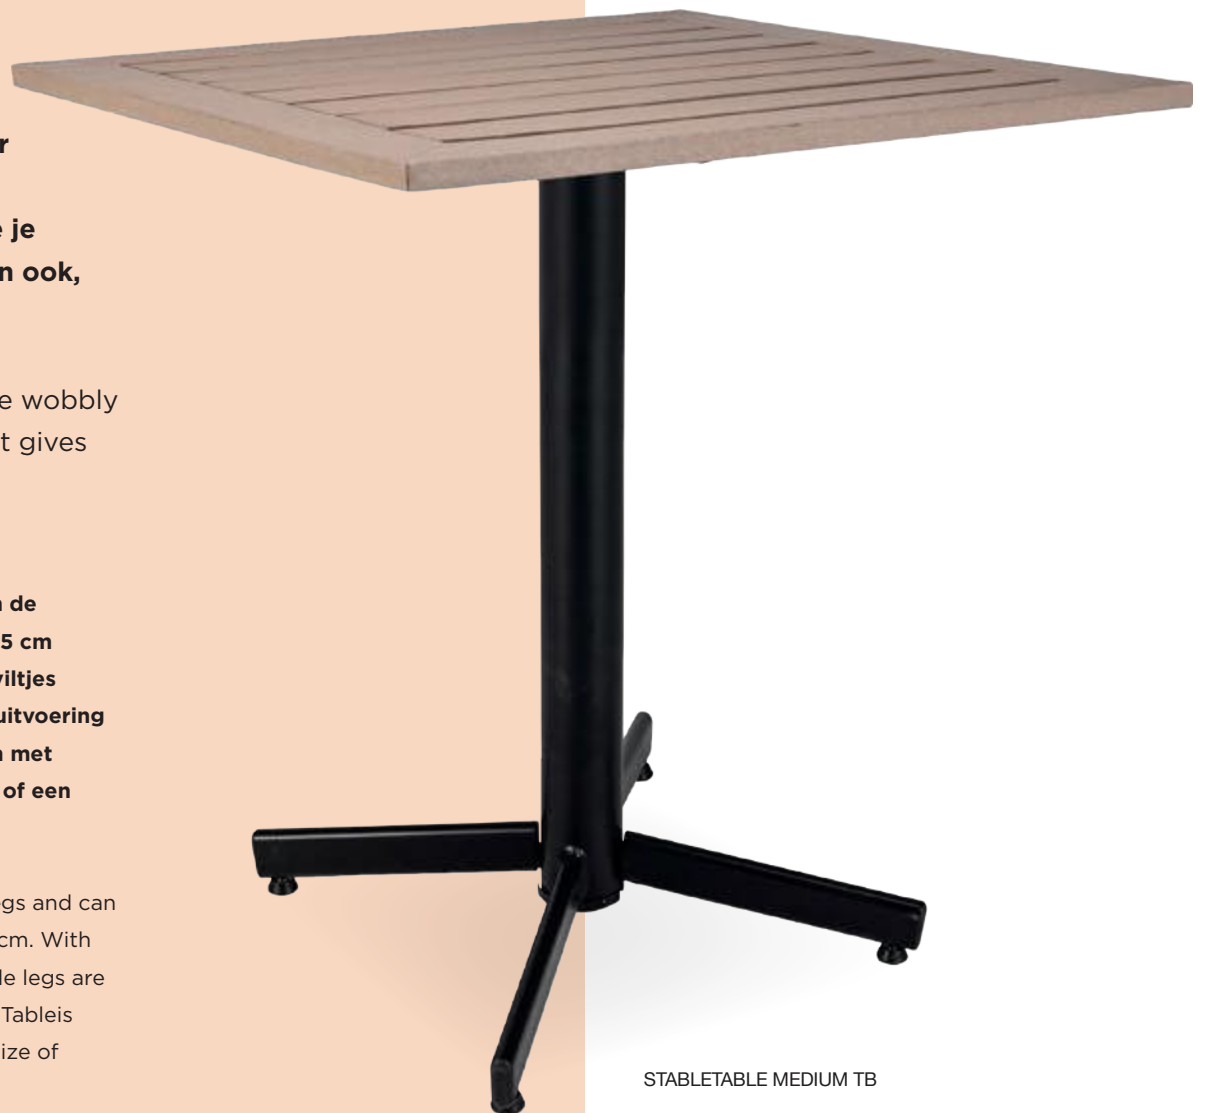 r
e je
n ook,
e wobbly
t gives
n de
5 cm
viltjes
uitvoering
n met
of een
egs and can
cm. With
le legs are
Tableis
ize of
STABLETABLE MEDIUM TB